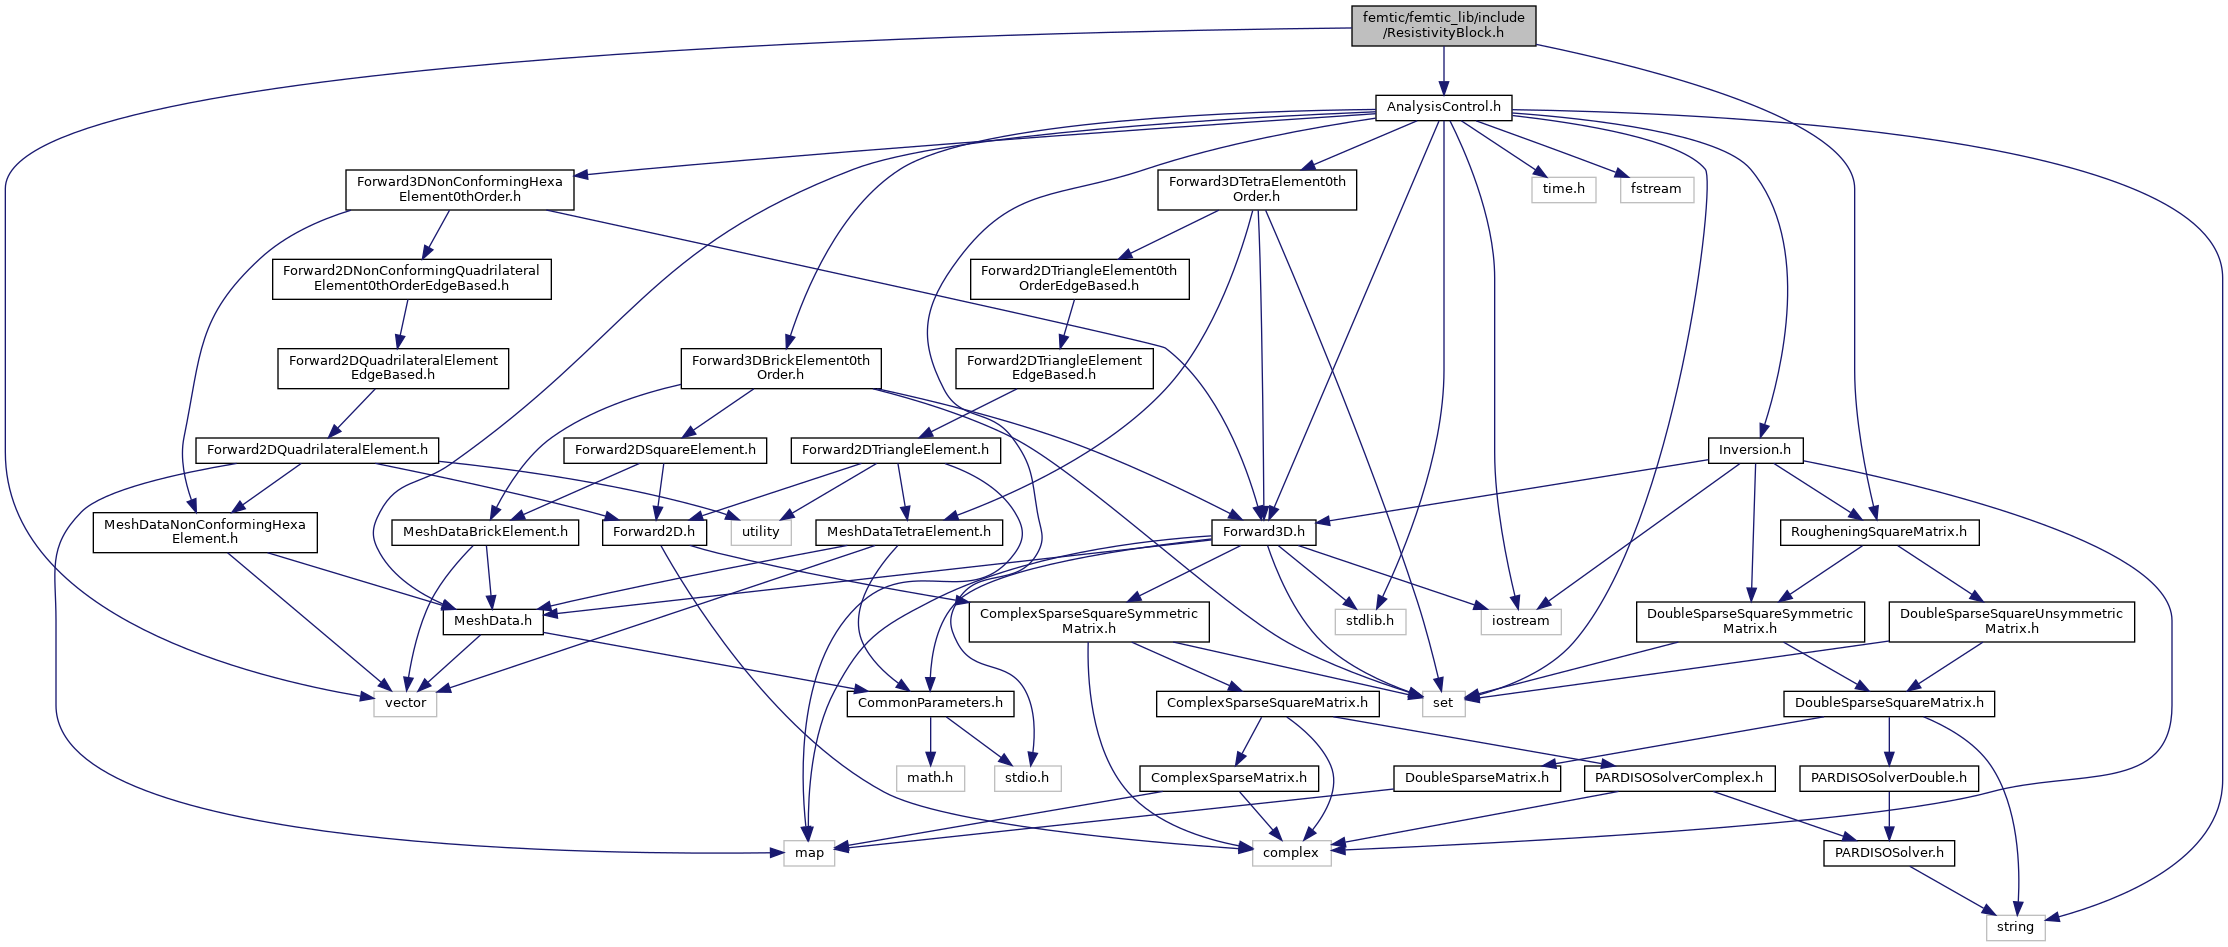 femtic/femtic_lib/include
/ResistivityBlock.h
AnalysisControl.h
Forward3DNonConformingHexa
Element0thOrder.h
Forward3DTetraElement0th
Order.h
time.h
fstream
Forward2DNonConformingQuadrilateral
Element0thOrderEdgeBased.h
Forward2DTriangleElement0th
OrderEdgeBased.h
Forward2DQuadrilateralElement
EdgeBased.h
Forward3DBrickElement0th
Order.h
Forward2DTriangleElement
EdgeBased.h
Forward2DQuadrilateralElement.h
Forward2DSquareElement.h
Forward2DTriangleElement.h
Inversion.h
MeshDataNonConformingHexa
Element.h
MeshDataBrickElement.h
Forward2D.h
utility
MeshDataTetraElement.h
Forward3D.h
RougheningSquareMatrix.h
MeshData.h
ComplexSparseSquareSymmetric
Matrix.h
stdlib.h
iostream
DoubleSparseSquareSymmetric
Matrix.h
DoubleSparseSquareUnsymmetric
Matrix.h
vector
CommonParameters.h
ComplexSparseSquareMatrix.h
set
DoubleSparseSquareMatrix.h
math.h
stdio.h
ComplexSparseMatrix.h
DoubleSparseMatrix.h
PARDISOSolverComplex.h
PARDISOSolverDouble.h
map
complex
PARDISOSolver.h
string